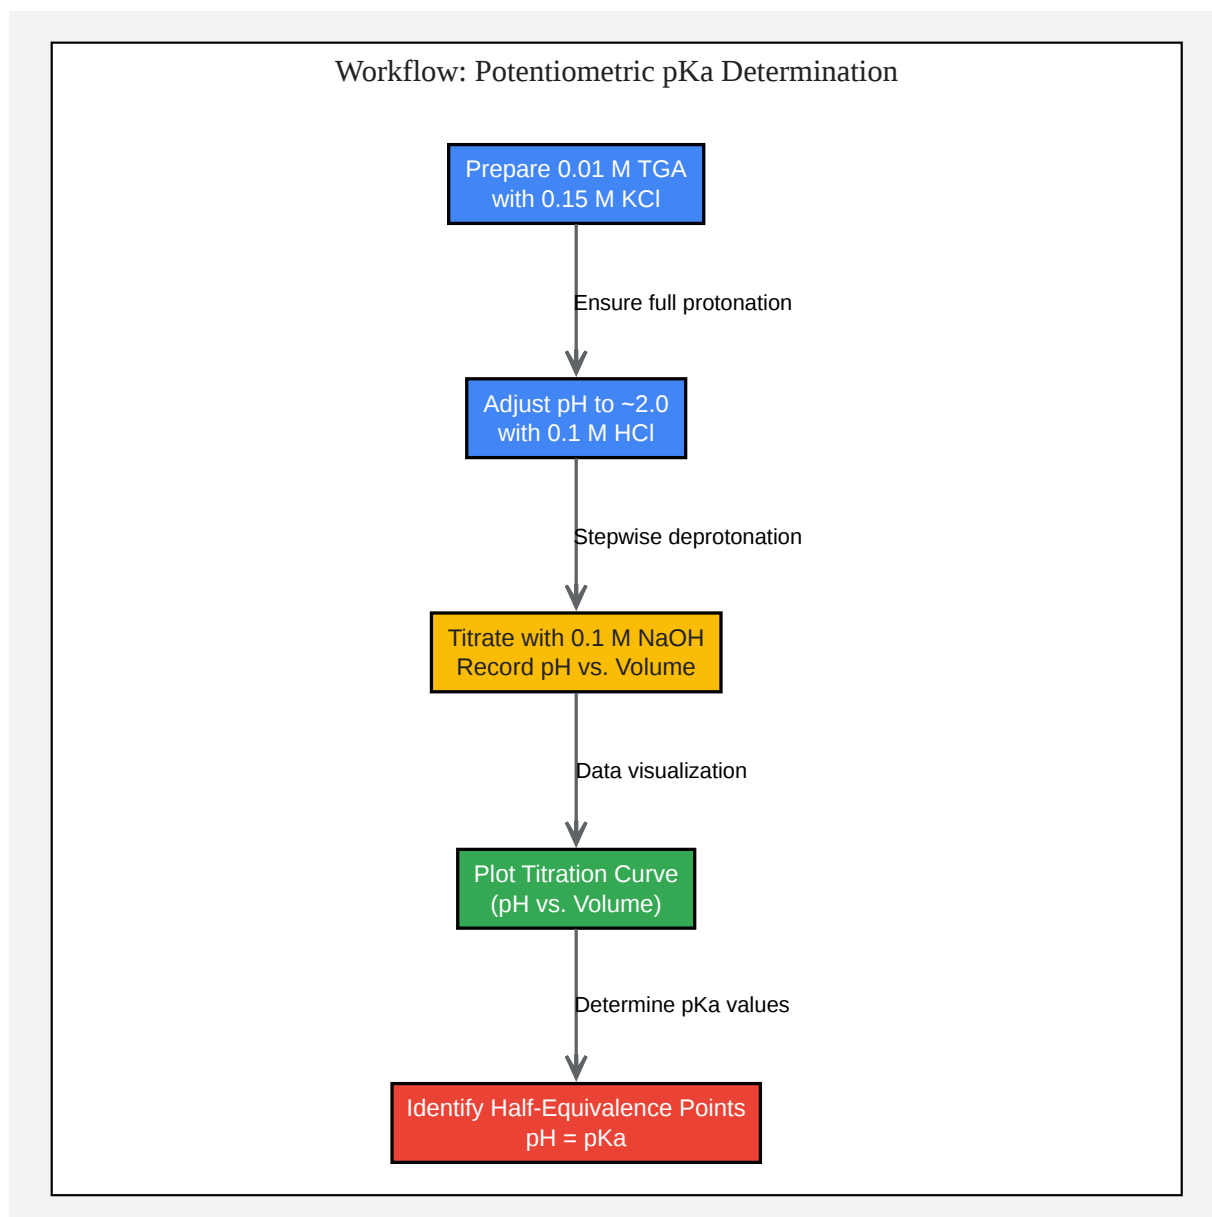 Workflow: Potentiometric pKa Determination
Prepare 0.01 M TGA
with 0.15 M KCl
Ensure full protonation
Adjust pH to ~2.0
with 0.1 M HCl
Stepwise deprotonation
Titrate with 0.1 M NaOH
Record pH vs. Volume
Data visualization
Plot Titration Curve
(pH vs. Volume)
Determine pKa values
Identify Half-Equivalence Points
pH = pKa